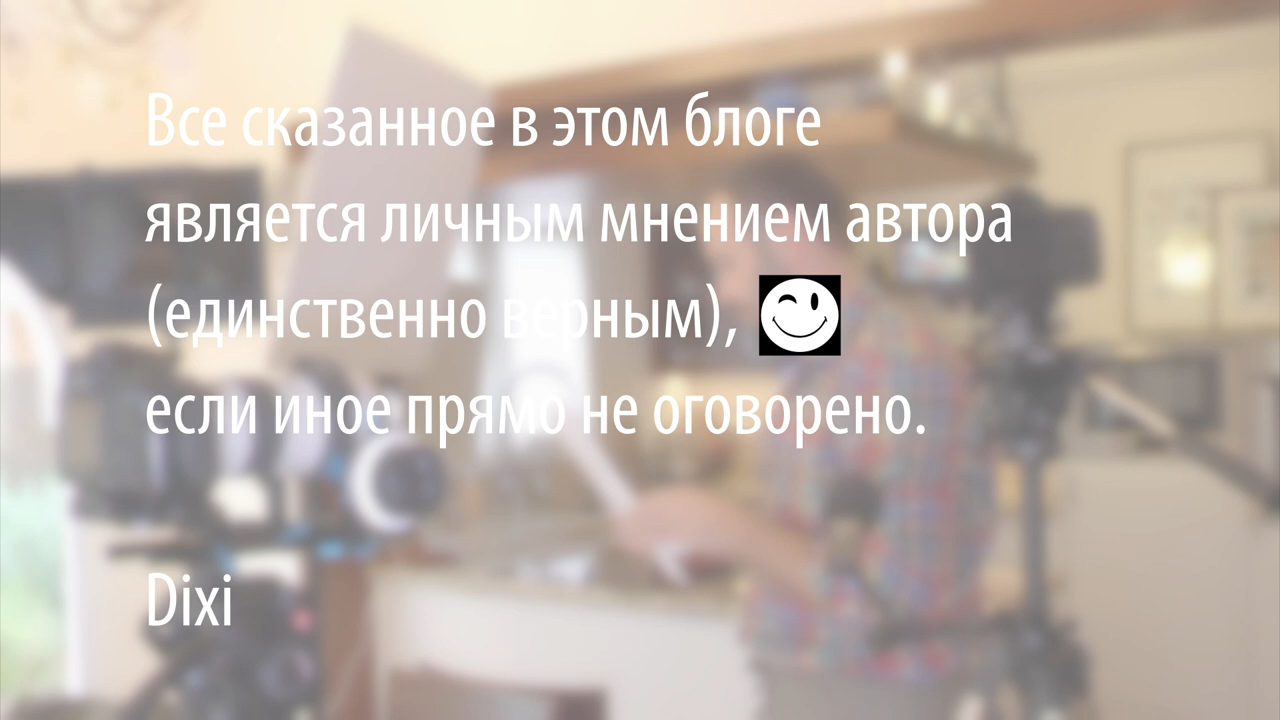 Все сказанное в этом блоге
является личным мнением автора
(единственно верным),
если иное прямо не оговорено.
Dixi